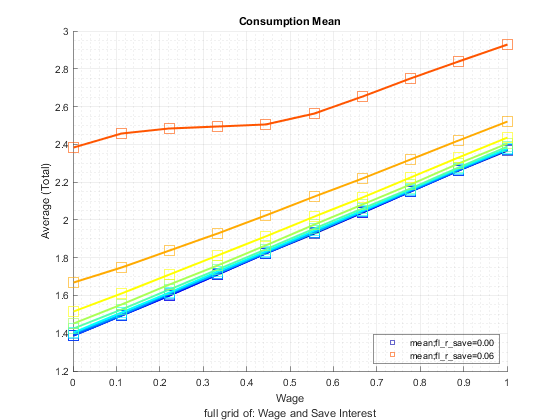 Consumption Mean
3
2.8
2.6
2.4
2.2
2
1.8
1.6
1.4
1.2
Average (Total)
mean;fl_r_save=0.00
mean;fl_r_save=0.06
0 0.1 0.2 0.3 0.4 0.5 0.6 0.7 0.8 0.9 1
Wage
full grid of: Wage and Save Interest